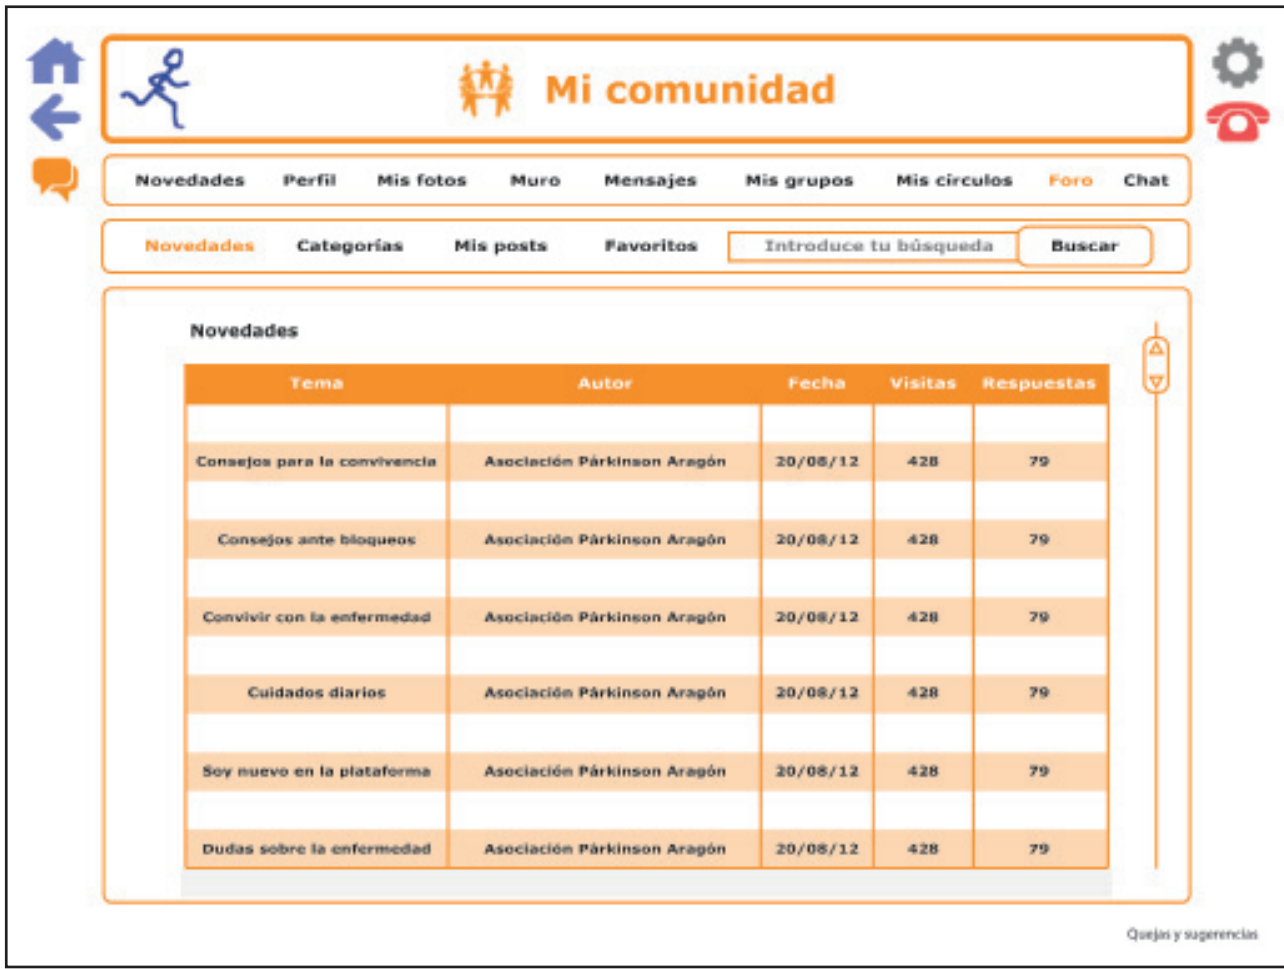 Mi comunidad
Novedades Perfil Mis fotos Muro Mensajes Mis grupos Mis círculos Foro Chat
Novedades Categorías Mis posts Favoritos Introduce tu búsqueda Buscar
Novedades
Tema Autor Fecha Visitas Respuestas
Consejos para la convivencia Asociación Párkinson Aragón 20/08/12 428 79
Consejos ante bloqueos Asociación Párkinson Aragón 20/08/12 428 79
Convivir con la enfermedad Asociación Párkinson Aragón 20/08/12 428 79
Cuidados diarios Asociación Párkinson Aragón 20/08/12 428 79
Soy nuevo en la plataforma Asociación Párkinson Aragón 20/08/12 428 79
Dudas sobre la enfermedad Asociación Párkinson Aragón 20/08/12 428 79
Quejas y sugerencias